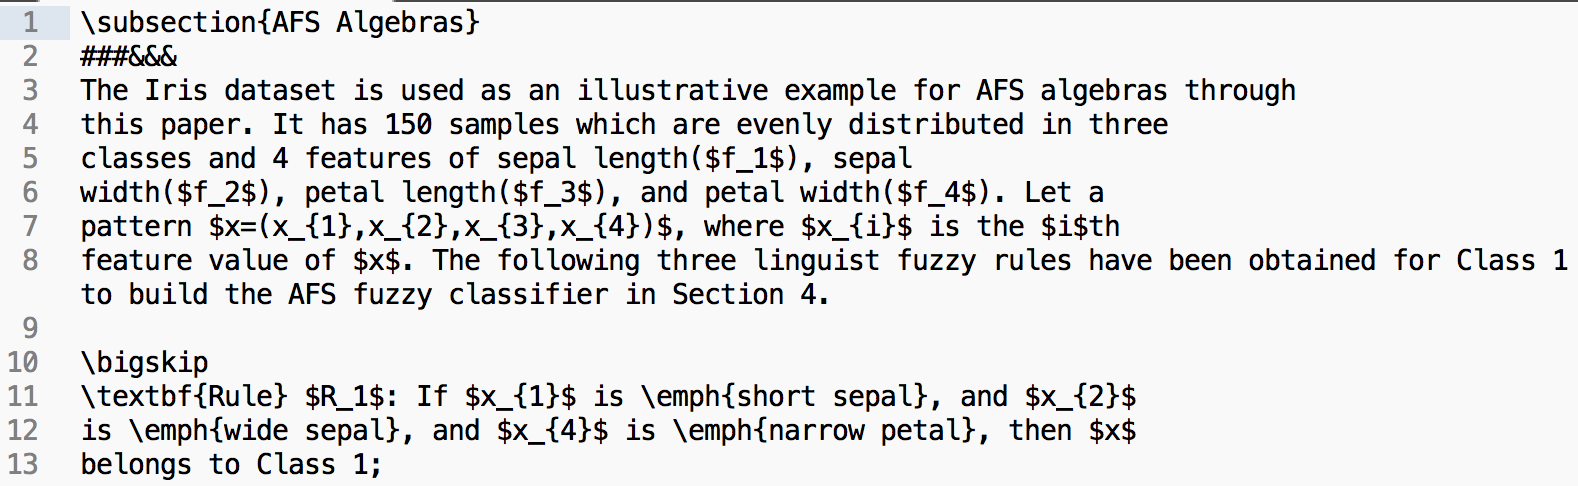 1 \subsection{AFS Algebras}
2 ###&&&
3 The Iris dataset is used as an illustrative example for AFS algebras through
4 this paper. It has 150 samples which are evenly distributed in three
5 classes and 4 features of sepal length($f_1$), sepal
6 width($f_2$), petal length($f_3$), and petal width($f_4$). Let a
7 pattern $x=(x_{1},x_{2},x_{3},x_{4})$, where $x_{i}$ is the $i$th
8 feature value of $x$. The following three linguist fuzzy rules have been obtained for Class 1
to build the AFS fuzzy classifier in Section 4.
9
10 \bigskip
11 \textbf{Rule} $R_1$: If $x_{1}$ is \emph{short sepal}, and $x_{2}$
12 is \emph{wide sepal}, and $x_{4}$ is \emph{narrow petal}, then $x$
13 belongs to Class 1;